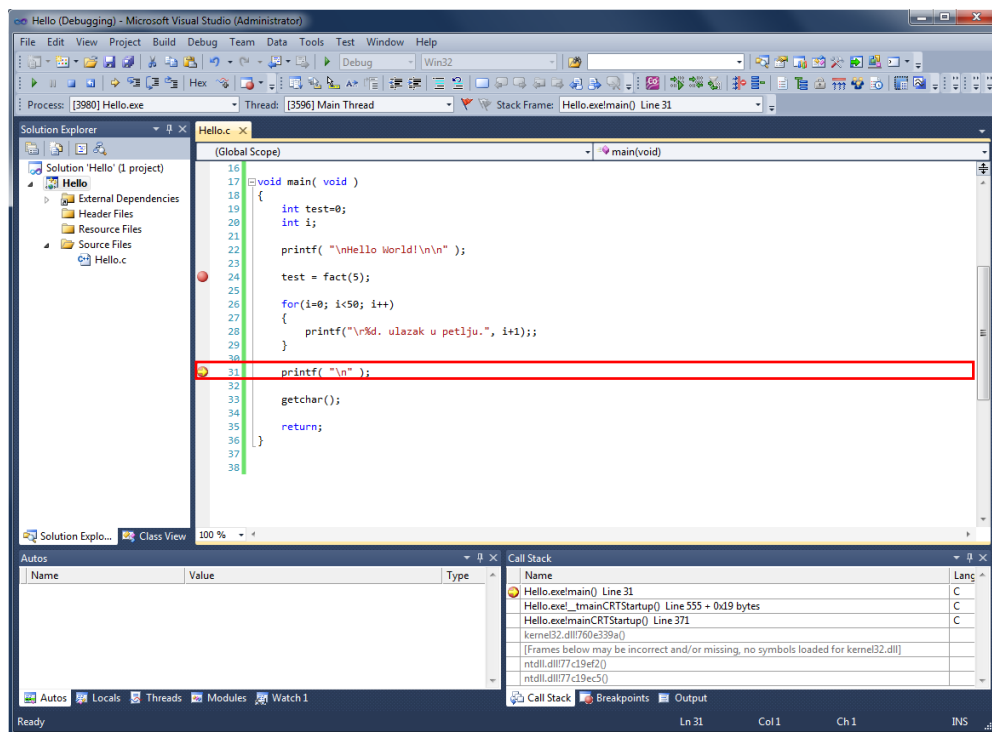 Hello (Debugging) - Microsoft Visual Studio (Administrator)
File Edit View Project Build Debug Team Data Tools Test Window Help
Debug Win32
Hex
Process: [3980] Hello.exe Thread: [3596] Main Thread Stack Frame: Hello.exe!main() Line 31
Solution Explorer
Solution 'Hello' (1 project)
Hello
External Dependencies
Header Files
Resource Files
Source Files
Hello.c
Solution Explo... Class View
Hello.c
(Global Scope) main(void)
16
17 void main( void )
18 {
19 int test=0;
20 int i;
21
22 printf( "\nHello World!\n\n" );
23
24 test = fact(5);
25
26 for(i=0; i<50; i++)
27 {
28 printf("\r%d. ulazak u petlju.", i+1);;
29 }
30
31 printf( "\n" );
32
33 getchar();
34
35 return;
36 }
37
38
100 %
Autos
Name Value Type
Autos Locals Threads Modules Watch 1
Call Stack
Name Lang
Hello.exe!main() Line 31 C
Hello.exe!__tmainCRTStartup() Line 555 + 0x19 bytes C
Hello.exe!mainCRTStartup() Line 371 C
kernel32.dll!760e339a()
[Frames below may be incorrect and/or missing, no symbols loaded for kernel32.dll]
ntdll.dll!77c19ef2()
ntdll.dll!77c19ec5()
Call Stack Breakpoints Output
Ready Ln 31 Col 1 Ch 1 INS